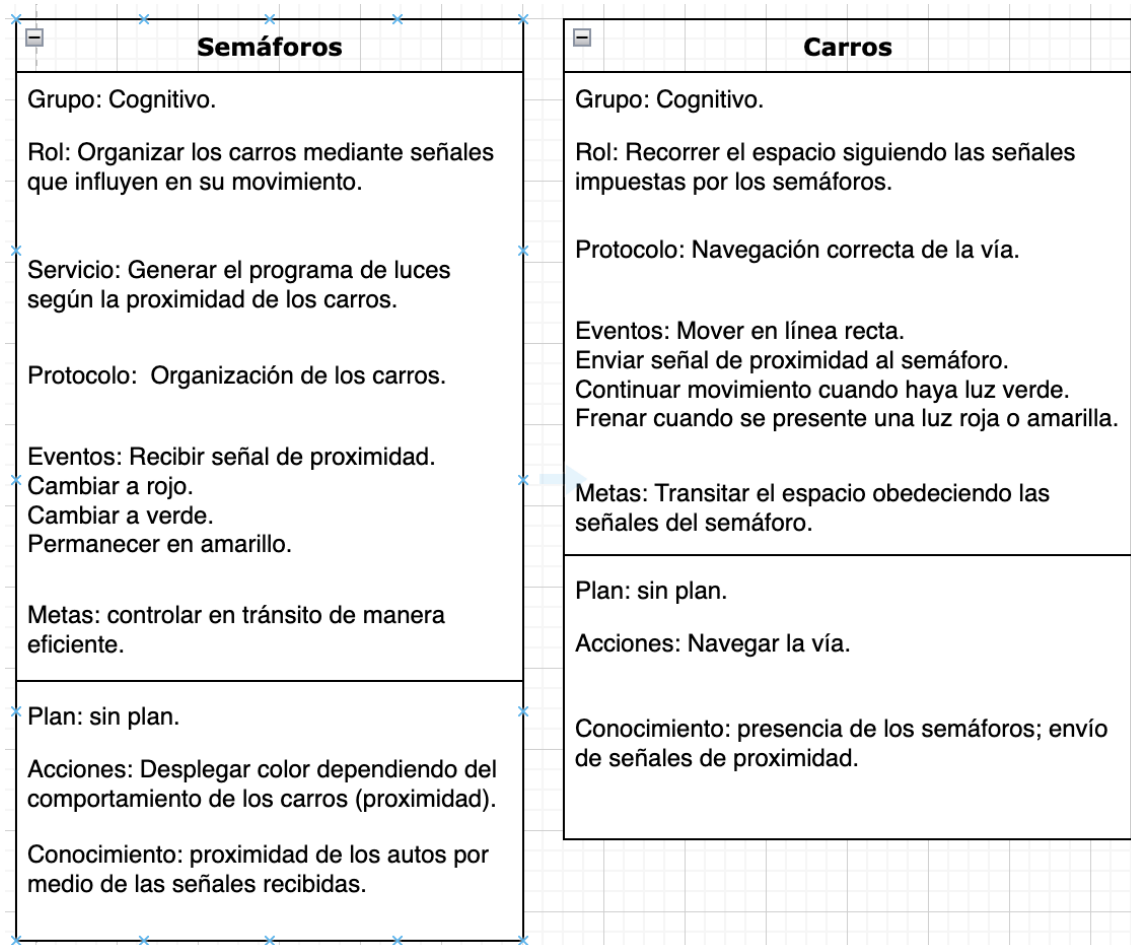 Semáforos
Grupo: Cognitivo.
Rol: Organizar los carros mediante señales
que influyen en su movimiento.
Servicio: Generar el programa de luces
según la proximidad de los carros.
Protocolo:  Organización de los carros.
Eventos: Recibir señal de proximidad.
Cambiar a rojo.
Cambiar a verde.
Permanecer en amarillo.
Metas: controlar en tránsito de manera
eficiente.
Plan: sin plan.
Acciones: Desplegar color dependiendo del
comportamiento de los carros (proximidad).
Conocimiento: proximidad de los autos por
medio de las señales recibidas.
Carros
Grupo: Cognitivo.
Rol: Recorrer el espacio siguiendo las señales
impuestas por los semáforos.
Protocolo: Navegación correcta de la vía.
Eventos: Mover en línea recta.
Enviar señal de proximidad al semáforo.
Continuar movimiento cuando haya luz verde.
Frenar cuando se presente una luz roja o amarilla.
Metas: Transitar el espacio obedeciendo las
señales del semáforo.
Plan: sin plan.
Acciones: Navegar la vía.
Conocimiento: presencia de los semáforos; envío
de señales de proximidad.